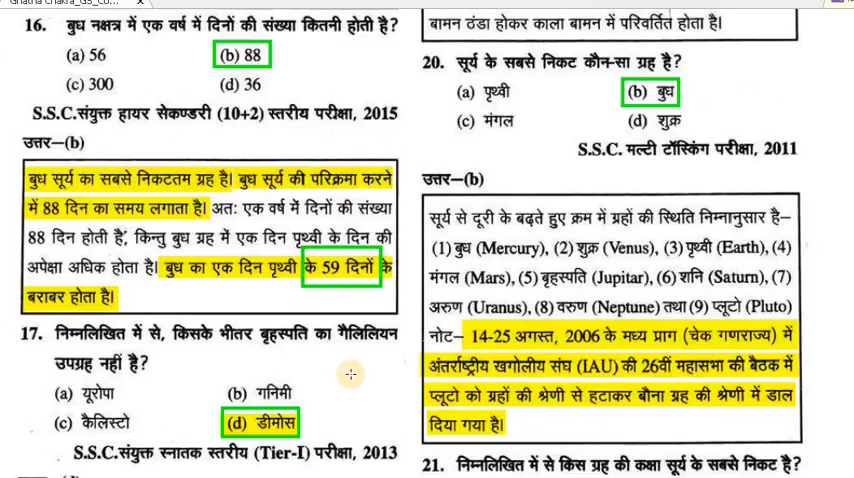 Ghatna Chakra_GS_Co...
16. बुध नक्षत्र में एक वर्ष में दिनों की संख्या कितनी होती है?
(a) 56 (b) 88
(c) 300 (d) 36
S.S.C.संयुक्त हायर सेकण्डरी (10+2) स्तरीय परीक्षा, 2015
उत्तर—(b)
बुध सूर्य का सबसे निकटतम ग्रह है। बुध सूर्य की परिक्रमा करने
में 88 दिन का समय लगाता है। अतः एक वर्ष में दिनों की संख्या
88 दिन होती है, किन्तु बुध ग्रह में एक दिन पृथ्वी के दिन की
अपेक्षा अधिक होता है। बुध का एक दिन पृथ्वी के 59 दिनों के
बराबर होता है।
17. निम्नलिखित में से, किसके भीतर बृहस्पति का गैलिलियन
उपग्रह नहीं है?
(a) यूरोपा (b) गनिमी
(c) कैलिस्टो (d) डीमोस
S.S.C.संयुक्त स्नातक स्तरीय (Tier-I) परीक्षा, 2013
बामन ठंडा होकर काला बामन में परिवर्तित होता है।
20. सूर्य के सबसे निकट कौन-सा ग्रह है?
(a) पृथ्वी (b) बुध
(c) मंगल (d) शुक्र
S.S.C. मल्टी टॉस्किंग परीक्षा, 2011
उत्तर—(b)
सूर्य से दूरी के बढ़ते हुए क्रम में ग्रहों की स्थिति निम्नानुसार है—
(1) बुध (Mercury), (2) शुक्र (Venus), (3) पृथ्वी (Earth), (4)
मंगल (Mars), (5) बृहस्पति (Jupitar), (6) शनि (Saturn), (7)
अरुण (Uranus), (8) वरुण (Neptune) तथा (9) प्लूटो (Pluto)
नोट— 14-25 अगस्त, 2006 के मध्य प्राग (चेक गणराज्य) में
अंतर्राष्ट्रीय खगोलीय संघ (IAU) की 26वीं महासभा की बैठक में
प्लूटो को ग्रहों की श्रेणी से हटाकर बौना ग्रह की श्रेणी में डाल
दिया गया है।
21. निम्नलिखित में से किस ग्रह की कक्षा सूर्य के सबसे निकट है?